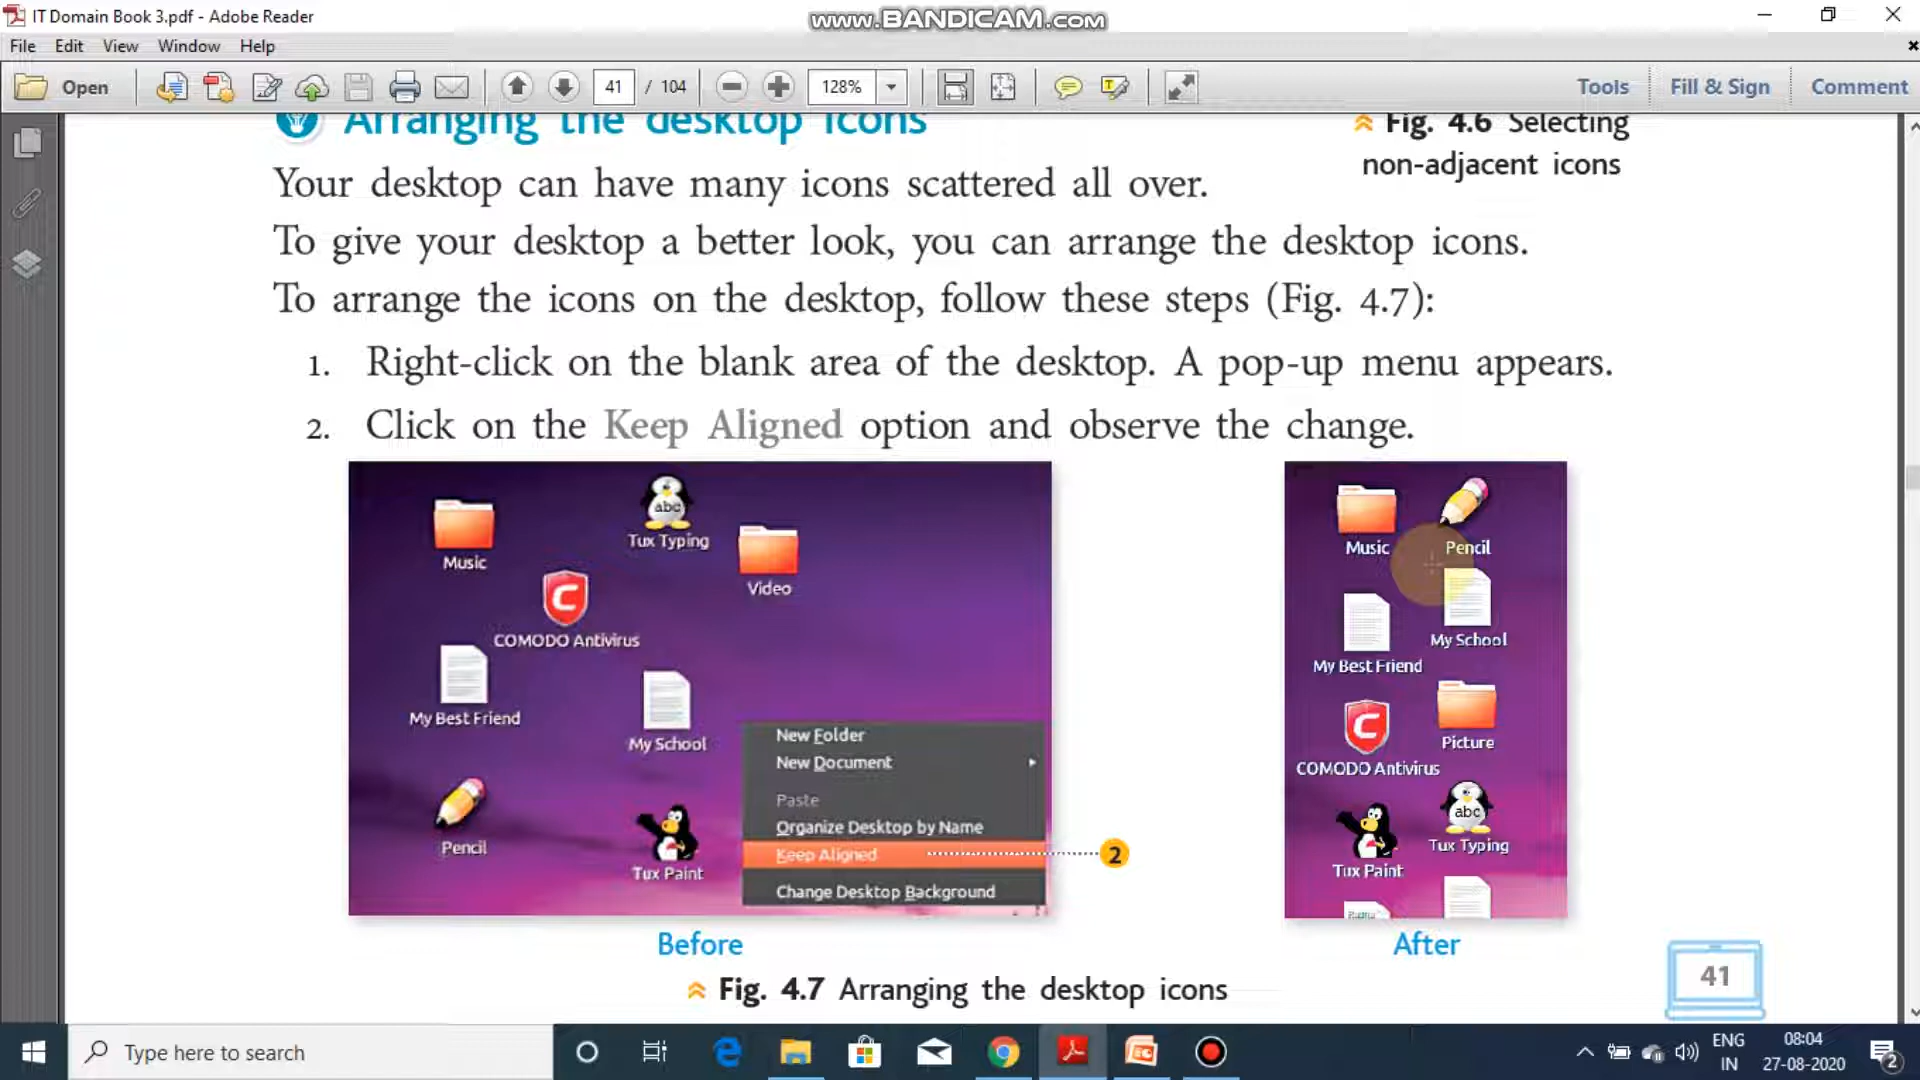 IT Domain Book 3.pdf - Adobe Reader
www.BANDICAM.com
File Edit View Window Help
Open
41 / 104
128%
Tools
Fill & Sign
Comment
Arranging the desktop icons
Fig. 4.6 Selecting
non-adjacent icons
Your desktop can have many icons scattered all over.
To give your desktop a better look, you can arrange the desktop icons.
To arrange the icons on the desktop, follow these steps (Fig. 4.7):
1. Right-click on the blank area of the desktop. A pop-up menu appears.
2. Click on the Keep Aligned option and observe the change.
Music
abc
Tux Typing
Video
C
COMODO Antivirus
My Best Friend
My School
Pencil
Tux Paint
New Folder
New Document
Paste
Organize Desktop by Name
Keep Aligned
Change Desktop Background
2
Before
Music
Pencil
My Best Friend
My School
C
COMODO Antivirus
Picture
Tux Paint
abc
Tux Typing
After
Fig. 4.7 Arranging the desktop icons
41
Type here to search
ENG
IN
08:04
27-08-2020
2